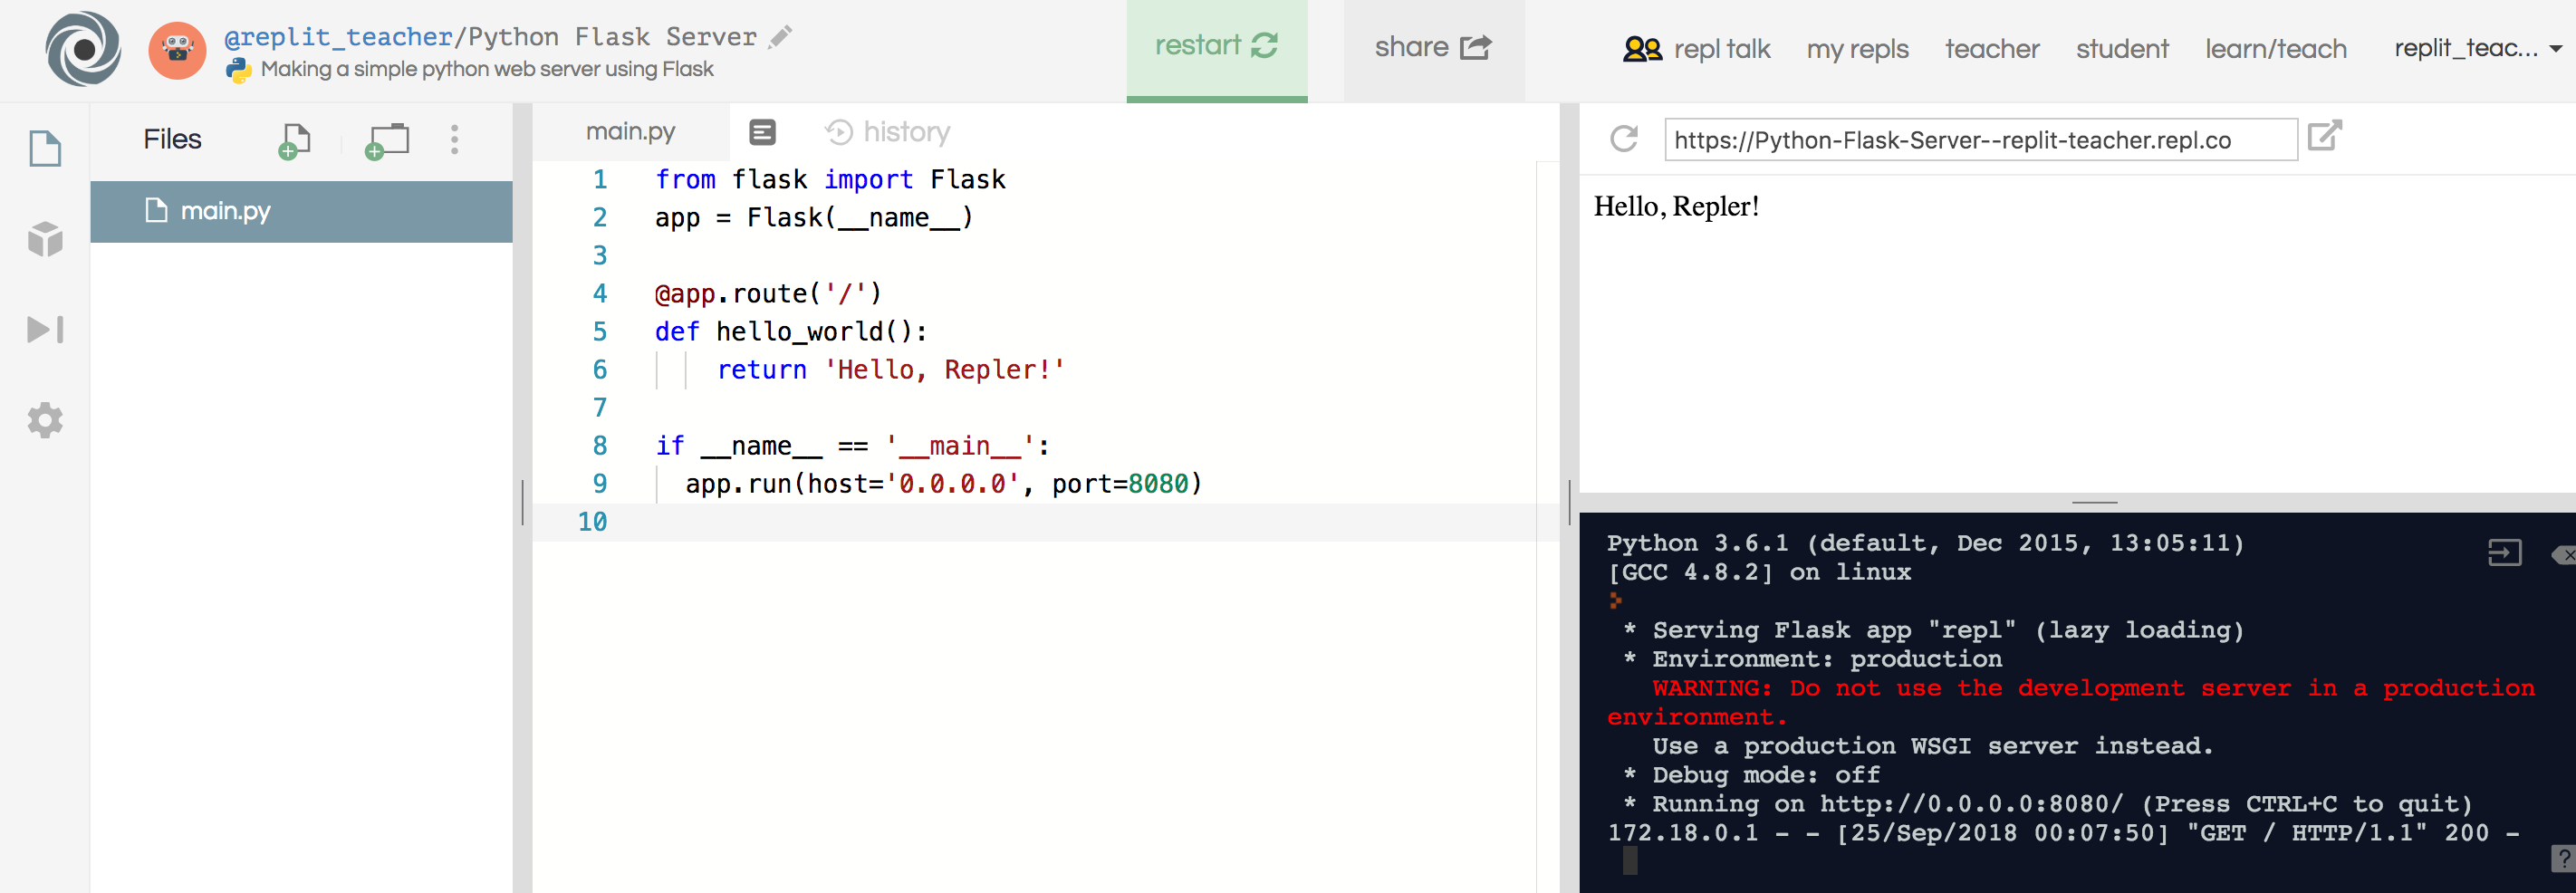 @replit_teacher/Python Flask Server
Making a simple python web server using Flask
restart
share
repl talk
my repls
teacher
student
learn/teach
replit_teac...
Files
main.py
main.py
history
1 from flask import Flask
2 app = Flask(__name__)
3
4 @app.route('/')
5 def hello_world():
6     return 'Hello, Repler!'
7
8 if __name__ == '__main__':
9   app.run(host='0.0.0.0', port=8080)
10
https://Python-Flask-Server--replit-teacher.repl.co
Hello, Repler!
Python 3.6.1 (default, Dec 2015, 13:05:11)
[GCC 4.8.2] on linux
 * Serving Flask app "repl" (lazy loading)
 * Environment: production
   WARNING: Do not use the development server in a production
environment.
   Use a production WSGI server instead.
 * Debug mode: off
 * Running on http://0.0.0.0:8080/ (Press CTRL+C to quit)
172.18.0.1 - - [25/Sep/2018 00:07:50] "GET / HTTP/1.1" 200 -
?